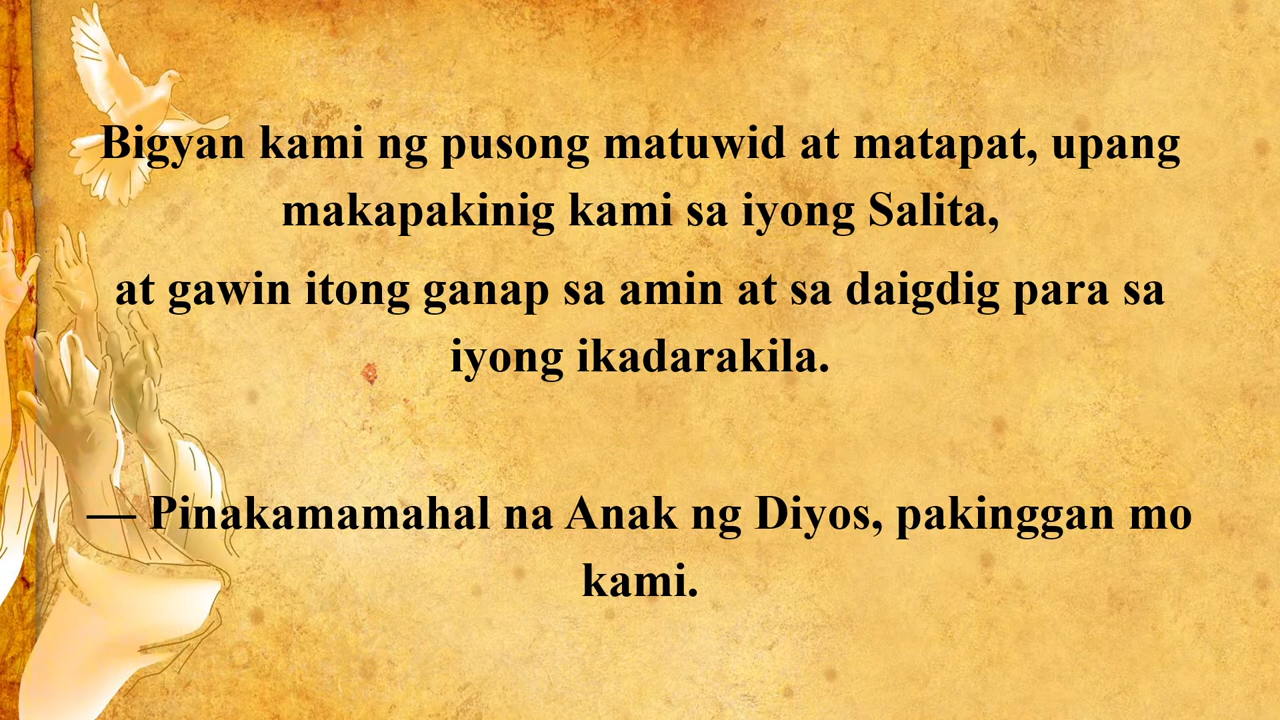 Bigyan kami ng pusong matuwid at matapat, upang
makapakinig kami sa iyong Salita,
at gawin itong ganap sa amin at sa daigdig para sa
iyong ikadarakila.
— Pinakamamahal na Anak ng Diyos, pakinggan mo
kami.